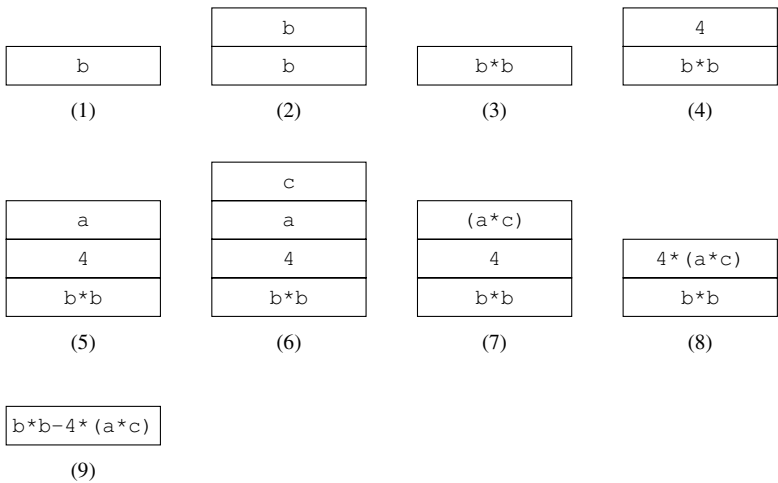 b
b
b
b*b
4
b*b
(1)
(2)
(3)
(4)
a
4
b*b
c
a
4
b*b
(a*c)
4
b*b
4*(a*c)
b*b
(5)
(6)
(7)
(8)
b*b-4*(a*c)
(9)